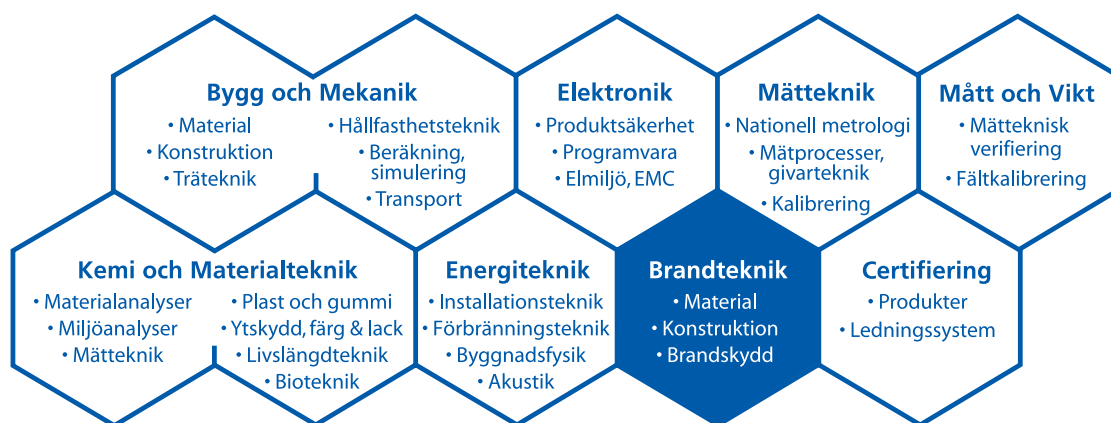 Bygg och Mekanik
• Material
• Konstruktion
• Träteknik
• Hållfasthetsteknik
• Beräkning,
simulering
• Transport
Elektronik
• Produktsäkerhet
• Programvara
• Elmiljö, EMC
Mätteknik
• Nationell metrologi
• Mätprocesser,
givarteknik
• Kalibrering
Mått och Vikt
• Mätteknisk
verifiering
• Fältkalibrering
Kemi och Materialteknik
• Materialanalyser
• Miljöanalyser
• Mätteknik
• Plast och gummi
• Ytskydd, färg & lack
• Livslängdteknik
• Bioteknik
Energiteknik
• Installationsteknik
• Förbränningsteknik
• Byggnadsfysik
• Akustik
Brandteknik
• Material
• Konstruktion
• Brandskydd
Certifiering
• Produkter
• Ledningssystem